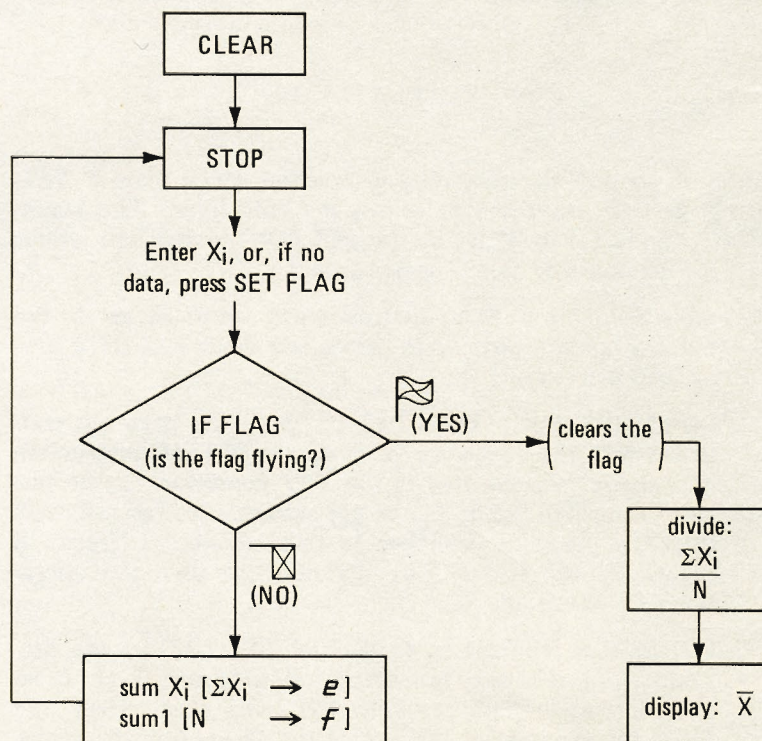 CLEAR
STOP
Enter Xi, or, if no
data, press SET FLAG
IF FLAG
(is the flag flying?)
(YES)
(clears the
flag)
divide:
ΣXi
N
(NO)
sum Xi [ΣXi → e]
sum1 [N → f]
display: X̅